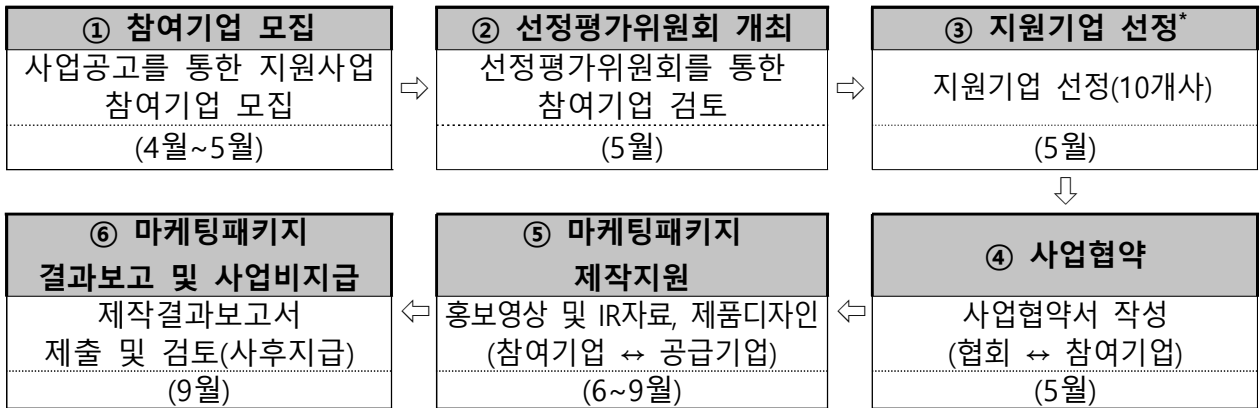 ① 참여기업 모집
사업공고를 통한 지원사업
참여기업 모집
(4월~5월)
⇨
② 선정평가위원회 개최
선정평가위원회를 통한
참여기업 검토
(5월)
⇨
③ 지원기업 선정*
지원기업 선정(10개사)
(5월)
⇩
④ 사업협약
사업협약서 작성
(협회 ↔ 참여기업)
(5월)
⇦
⑤ 마케팅패키지
제작지원
홍보영상 및 IR자료, 제품디자인
(참여기업 ↔ 공급기업)
(6~9월)
⇦
⑥ 마케팅패키지
결과보고 및 사업비지급
제작결과보고서
제출 및 검토(사후지급)
(9월)